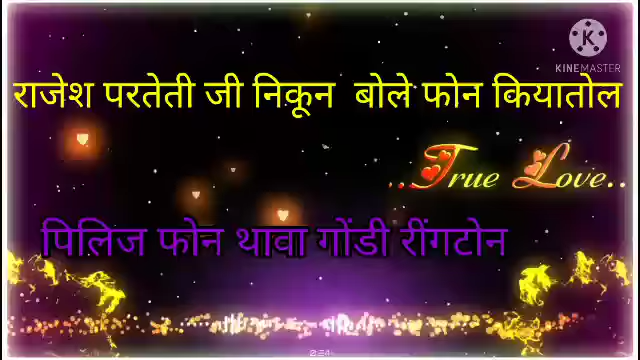 KINEMASTER
राजेश परतेती जी निकून बोले फोन कियातोल
..True Love..
पिलिज फोन थावा गोंडी रींगटोन